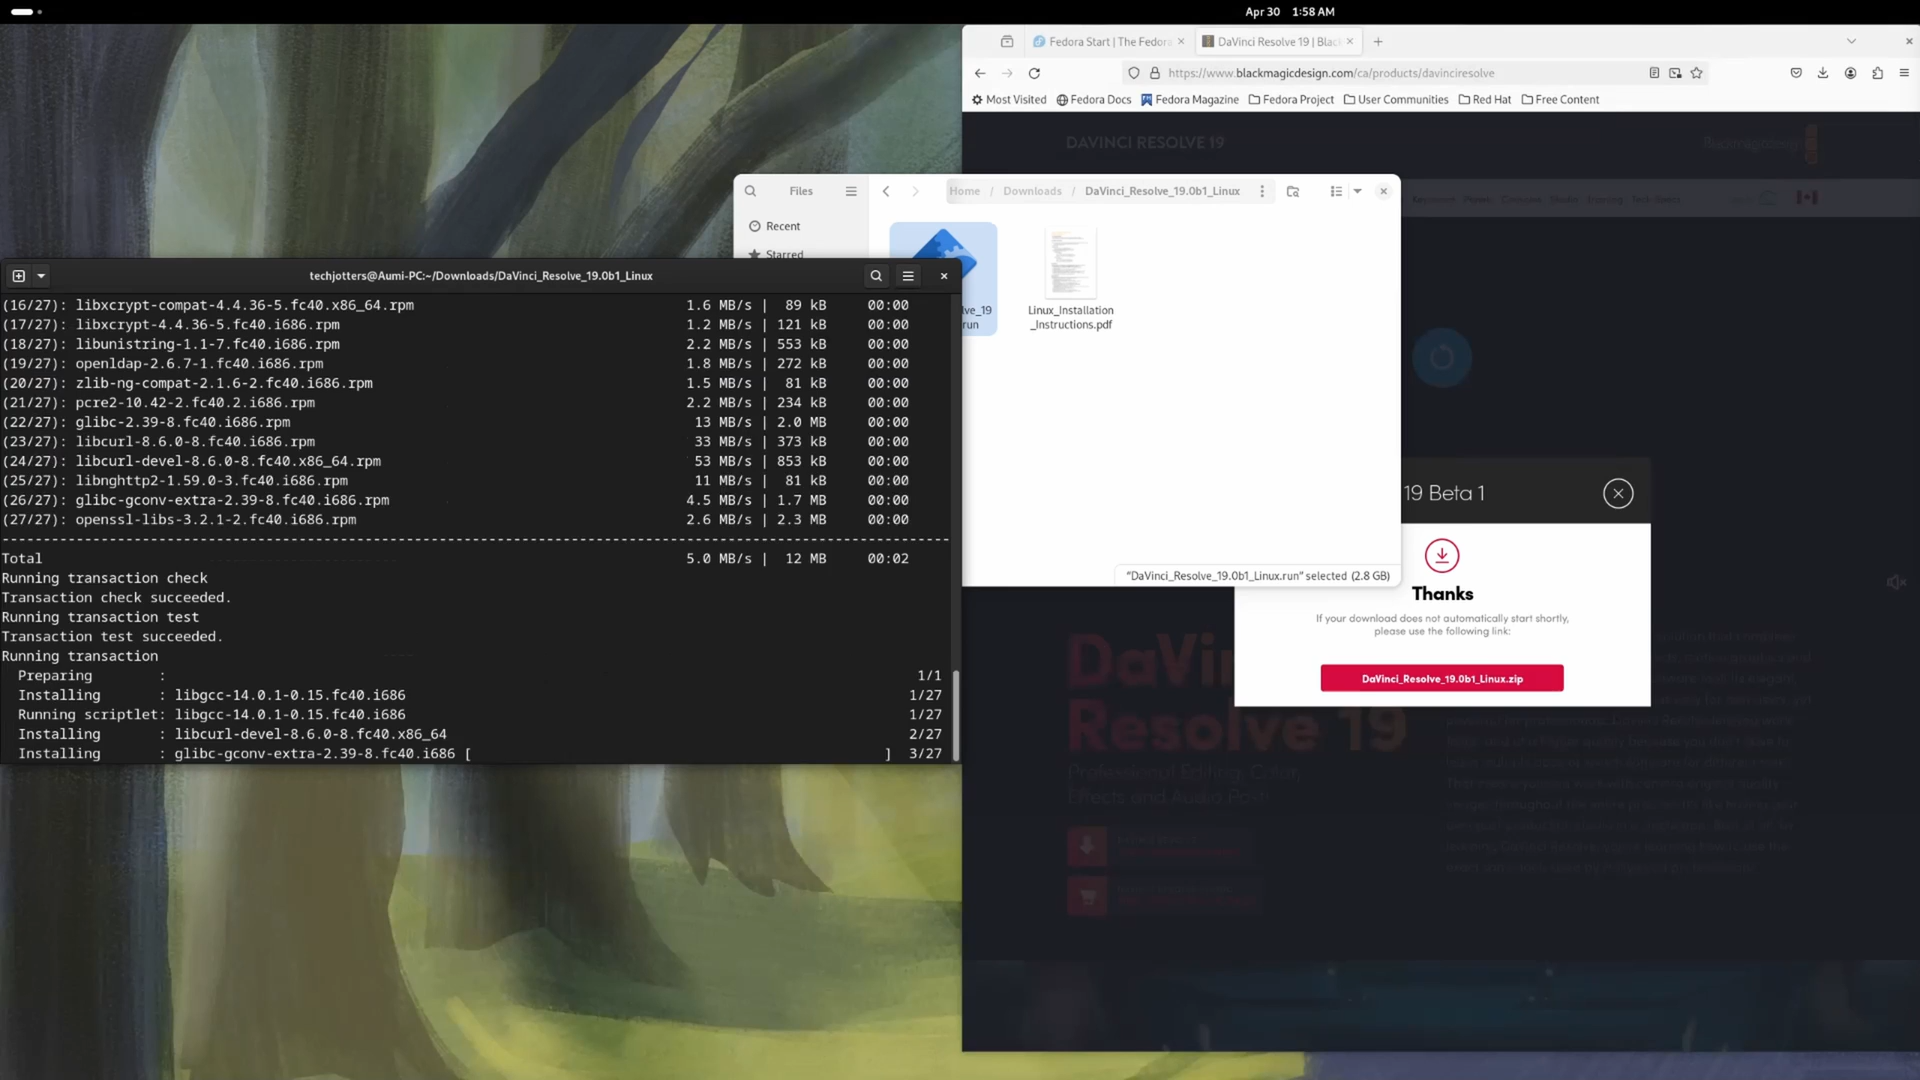 Apr 30 1:58 AM
Fedora Start | The Fedora
DaVinci Resolve 19 | Blac
https://www.blackmagicdesign.com/ca/products/davinciresolve
Most Visited
Fedora Docs
Fedora Magazine
Fedora Project
User Communities
Red Hat
Free Content
DAVINCI RESOLVE 19
Blackmagicdesign
Files
Home / Downloads / DaVinci_Resolve_19.0b1_Linux
Recent
Starred
lve_19
run
Linux_Installation
_Instructions.pdf
"DaVinci_Resolve_19.0b1_Linux.run" selected (2.8 GB)
techjotters@Aumi-PC:~/Downloads/DaVinci_Resolve_19.0b1_Linux
(16/27): libxcrypt-compat-4.4.36-5.fc40.x86_64.rpm 1.6 MB/s | 89 kB 00:00
(17/27): libxcrypt-4.4.36-5.fc40.i686.rpm 1.2 MB/s | 121 kB 00:00
(18/27): libunistring-1.1-7.fc40.i686.rpm 2.2 MB/s | 553 kB 00:00
(19/27): openldap-2.6.7-1.fc40.i686.rpm 1.8 MB/s | 272 kB 00:00
(20/27): zlib-ng-compat-2.1.6-2.fc40.i686.rpm 1.5 MB/s | 81 kB 00:00
(21/27): pcre2-10.42-2.fc40.2.i686.rpm 2.2 MB/s | 234 kB 00:00
(22/27): glibc-2.39-8.fc40.i686.rpm 13 MB/s | 2.0 MB 00:00
(23/27): libcurl-8.6.0-8.fc40.i686.rpm 33 MB/s | 373 kB 00:00
(24/27): libcurl-devel-8.6.0-8.fc40.x86_64.rpm 53 MB/s | 853 kB 00:00
(25/27): libnghttp2-1.59.0-3.fc40.i686.rpm 11 MB/s | 81 kB 00:00
(26/27): glibc-gconv-extra-2.39-8.fc40.i686.rpm 4.5 MB/s | 1.7 MB 00:00
(27/27): openssl-libs-3.2.1-2.fc40.i686.rpm 2.6 MB/s | 2.3 MB 00:00
--------------------------------------------------------------------------------
Total 5.0 MB/s | 12 MB 00:02
Running transaction check
Transaction check succeeded.
Running transaction test
Transaction test succeeded.
Running transaction
Preparing : 1/1
Installing : libgcc-14.0.1-0.15.fc40.i686 1/27
Running scriptlet: libgcc-14.0.1-0.15.fc40.i686 1/27
Installing : libcurl-devel-8.6.0-8.fc40.x86_64 2/27
Installing : glibc-gconv-extra-2.39-8.fc40.i686 [ ] 3/27
19 Beta 1
Thanks
If your download does not automatically start shortly,
please use the following link:
DaVinci_Resolve_19.0b1_Linux.zip
DaVin
Resolve 19
Professional Editing, Color,
Effects and Audio Post!